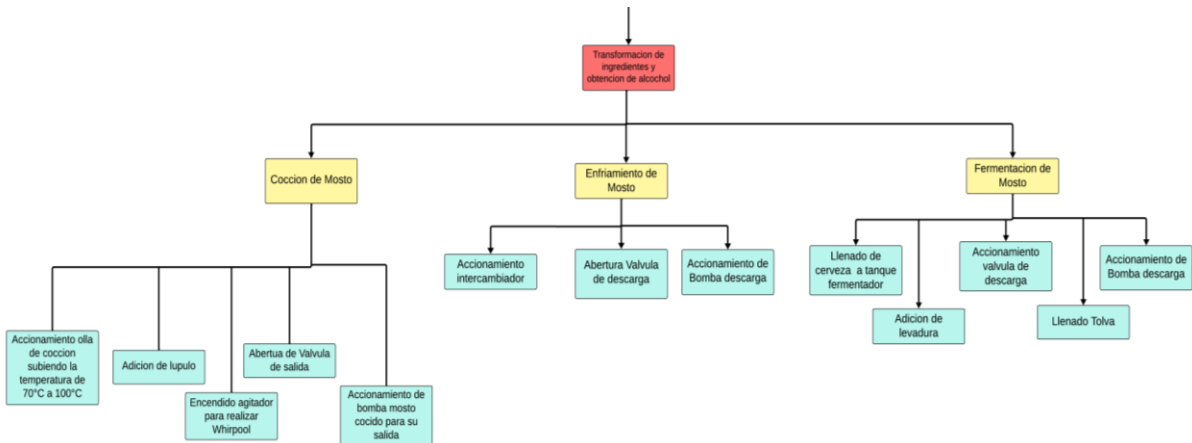 Transformacion de
ingredientes y
obtencion de alcochol
Coccion de Mosto
Enfriamiento de
Mosto
Fermentacion de
Mosto
Accionamiento
intercambiador
Abertura Valvula
de descarga
Accionamiento de
Bomba descarga
Llenado de
cerveza a tanque
fermentador
Accionamiento
valvula de
descarga
Accionamiento de
Bomba descarga
Adicion de
levadura
Llenado Tolva
Accionamiento olla
de coccion
subiendo la
temperatura de
70°C a 100°C
Adicion de lupulo
Abertua de Valvula
de salida
Encendido agitador
para realizar
Whirpool
Accionamiento de
bomba mosto
cocido para su
salida